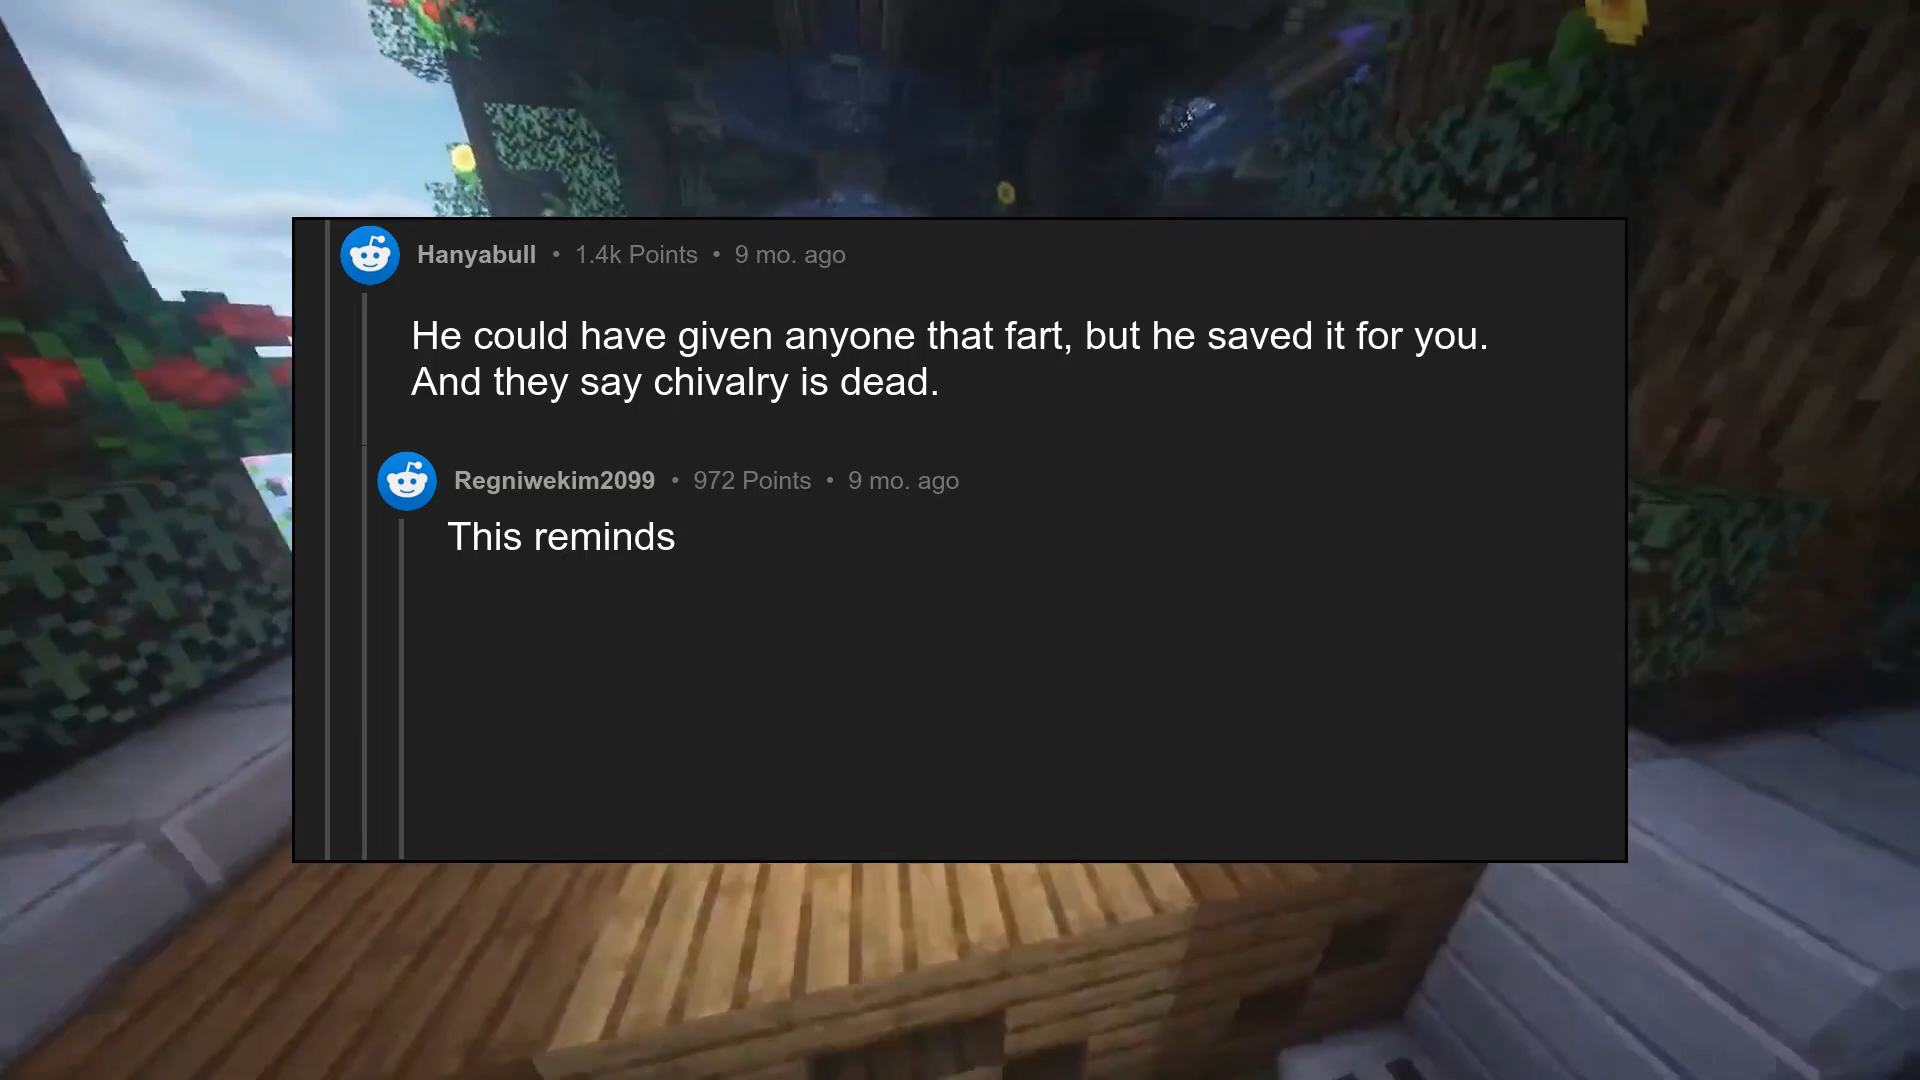 Hanyabull • 1.4k Points • 9 mo. ago
He could have given anyone that fart, but he saved it for you.
And they say chivalry is dead.
Regniwekim2099 • 972 Points • 9 mo. ago
This reminds